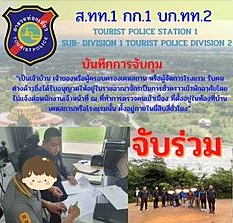 ส.ทท.1 กก.1 บก.ทท.2
TOURIST POLICE STATION 1
SUB- DIVISION 1 TOURIST POLICE DIVISION 2
บันทึกการจับกุม
"เป็นเจ้าบ้าน เจ้าของหรือผู้ครอบครองเคหสถาน หรือผู้จัดการโรงแรม รับคน
ต่างด้าวซึ่งได้รับอนุญาตให้อยู่ในราชอาณาจักรเป็นการชั่วคราวเข้าพักอาศัยโดย
ไม่แจ้งต่อพนักงานเจ้าหน้าที่ ณ ที่ทำการตรวจคนเข้าเมือง ที่ตั้งอยู่ในท้องที่บ้าน
เคหสถานหรือโรงแรมนั้น ตั้งอยู่ภายในยี่สิบสี่ชั่วโมง"
จับร่วม